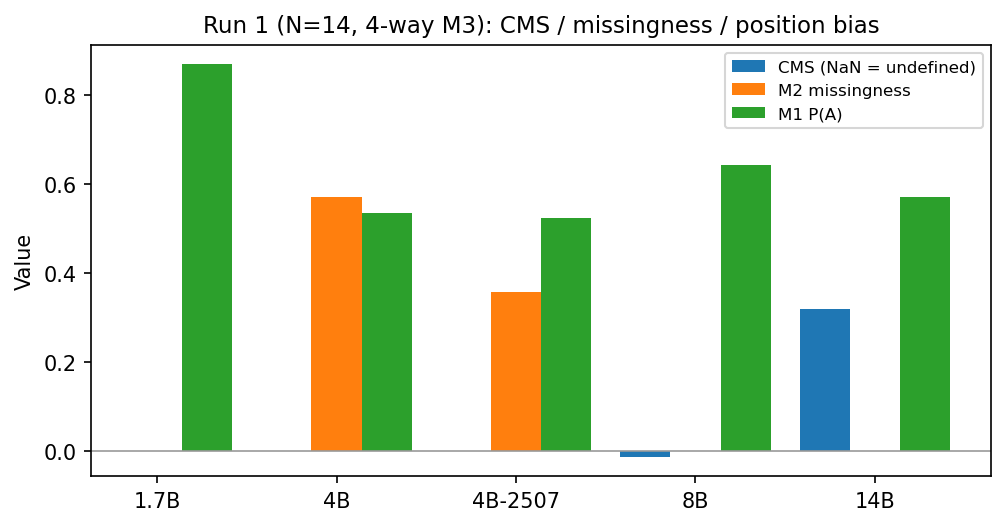 Run 1 (N=14, 4-way M3): CMS / missingness / position bias
CMS (NaN = undefined)
M2 missingness
M1 P(A)
Value
0.8
0.6
0.4
0.2
0.0
1.7B
4B
4B-2507
8B
14B